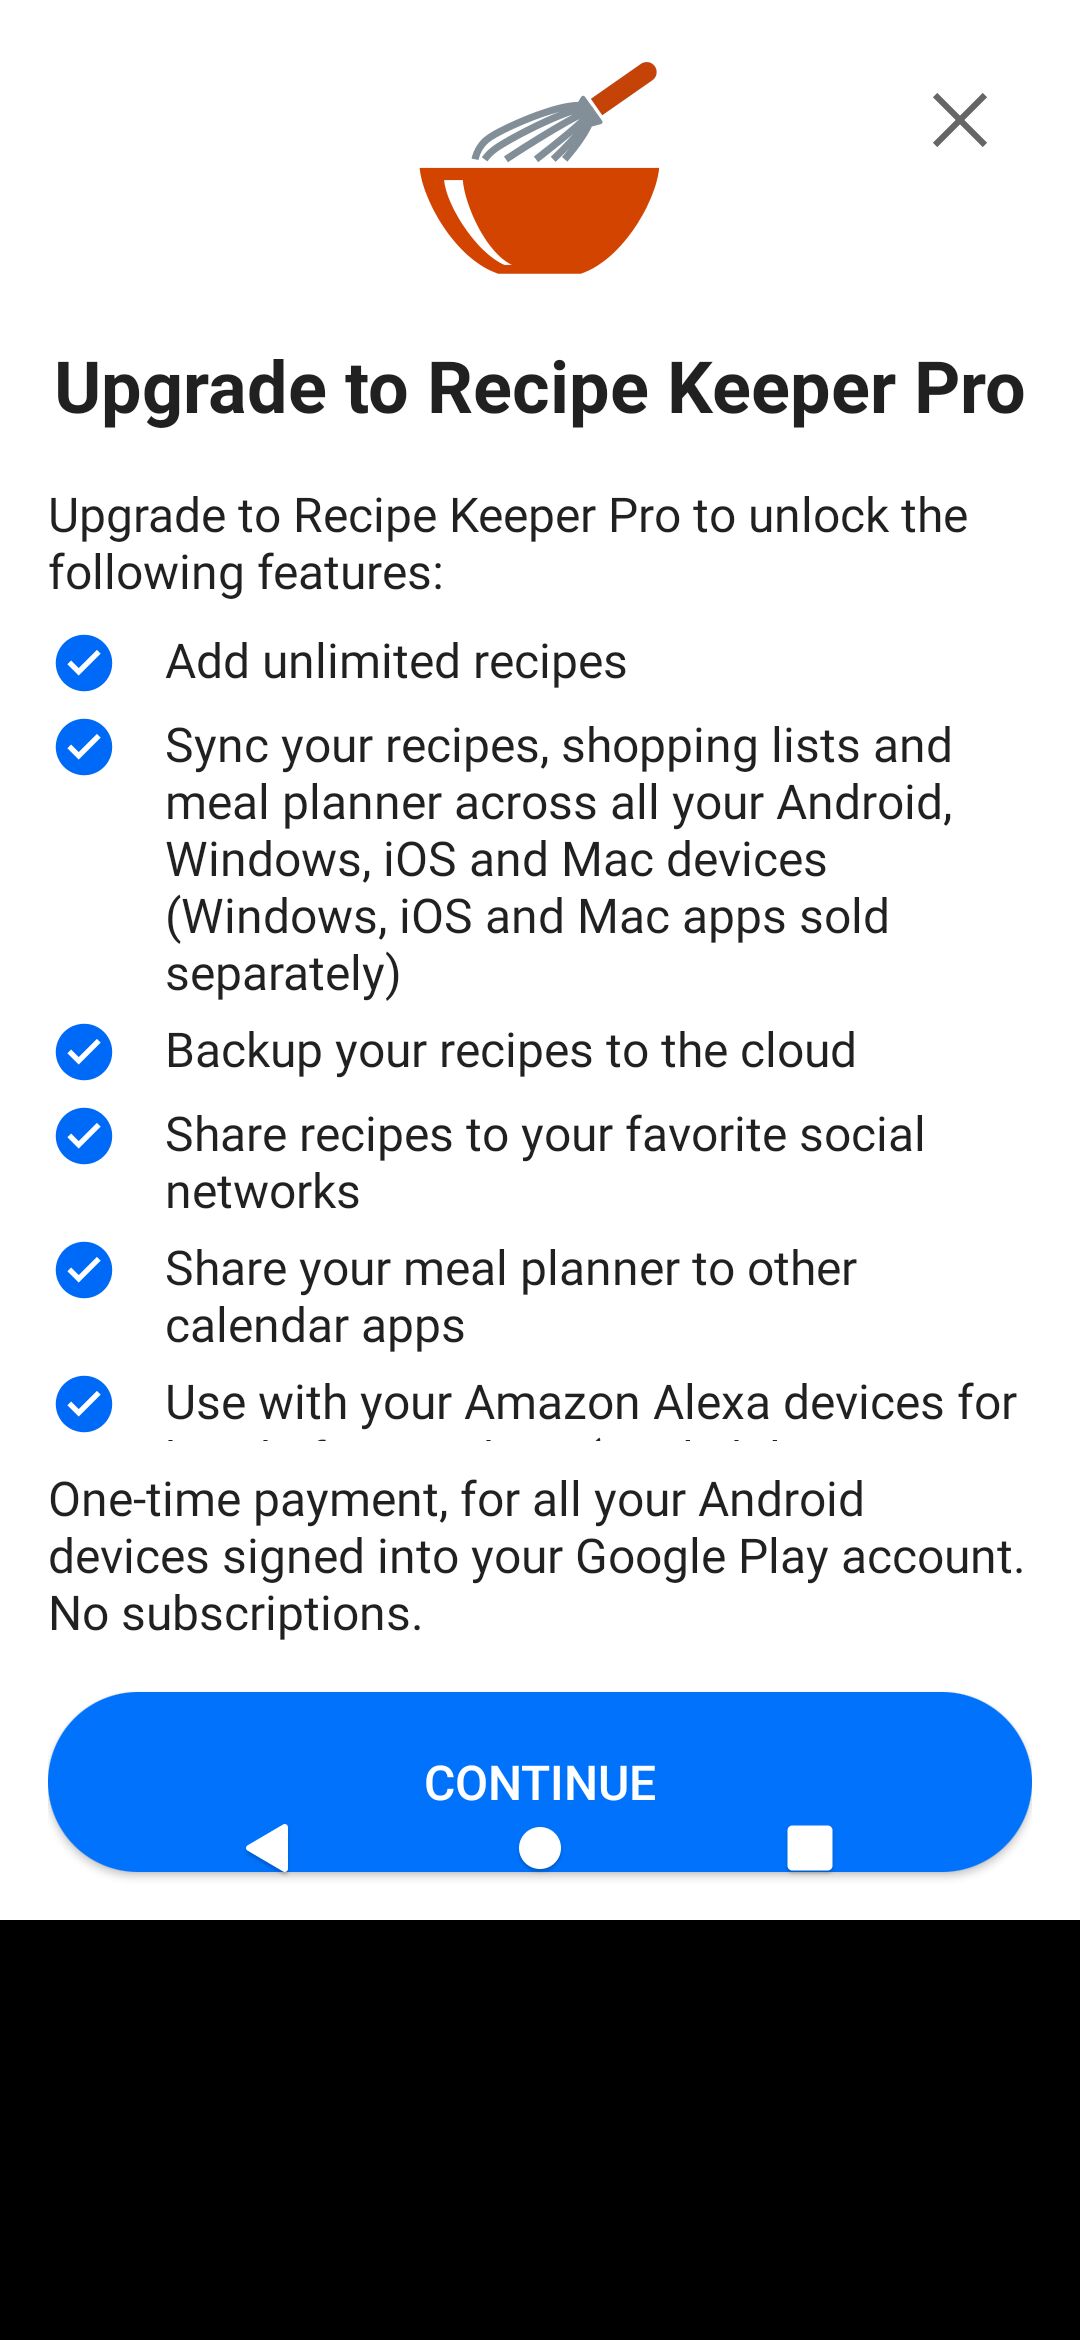 Upgrade to Recipe Keeper Pro
Upgrade to Recipe Keeper Pro to unlock the
following features:
Add unlimited recipes
Sync your recipes, shopping lists and
meal planner across all your Android,
Windows, iOS and Mac devices
(Windows, iOS and Mac apps sold
separately)
Backup your recipes to the cloud
Share recipes to your favorite social
networks
Share your meal planner to other
calendar apps
Use with your Amazon Alexa devices for
One-time payment, for all your Android
devices signed into your Google Play account.
No subscriptions.
CONTINUE